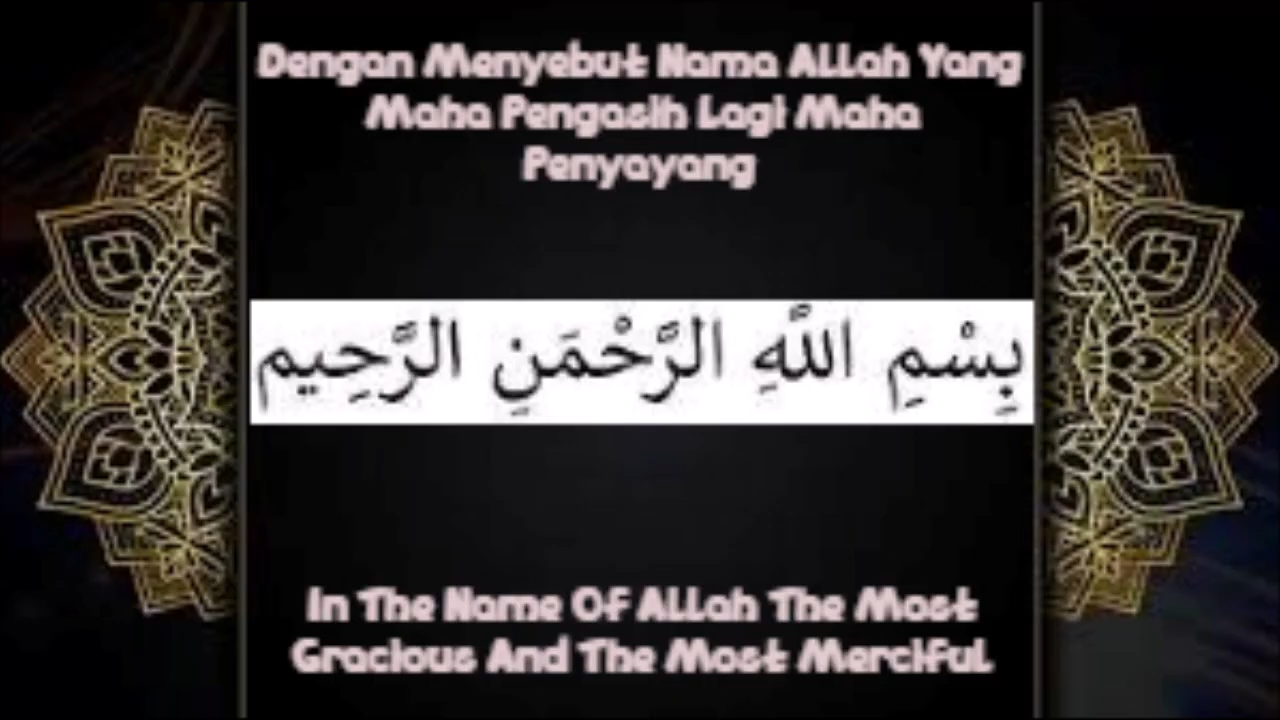 Dengan Menyebut Nama ALLah Yang
Maha Pengasih Lagi Maha
Penyayang
بِسْمِ اللَّهِ الرَّحْمَنِ الرَّحِيم
In The Name OF ALLah The Most
Gracious And The Most MerciFuL